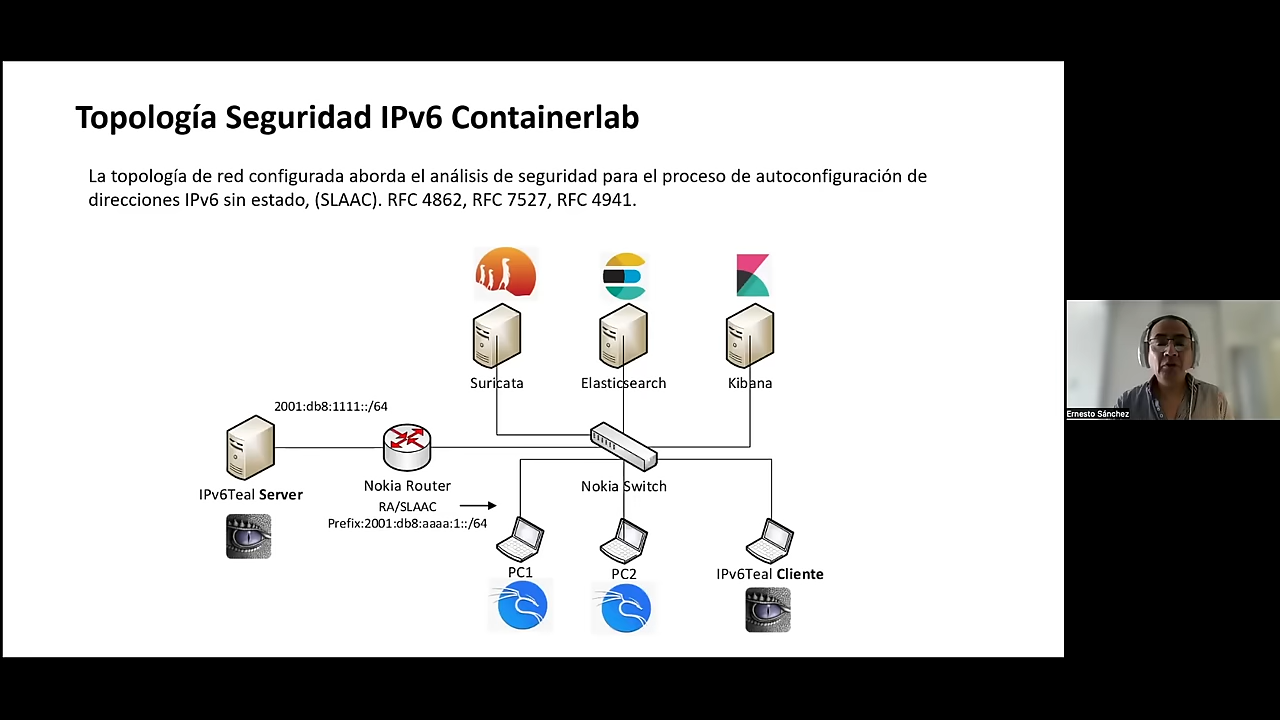 Topología Seguridad IPv6 Containerlab
La topología de red configurada aborda el análisis de seguridad para el proceso de autoconfiguración de
direcciones IPv6 sin estado, (SLAAC). RFC 4862, RFC 7527, RFC 4941.
Suricata
Elasticsearch
Kibana
2001:db8:1111::/64
IPv6Teal Server
Nokia Router
Nokia Switch
RA/SLAAC
Prefix:2001:db8:aaaa:1::/64
PC1
PC2
IPv6Teal Cliente
Ernesto Sánchez